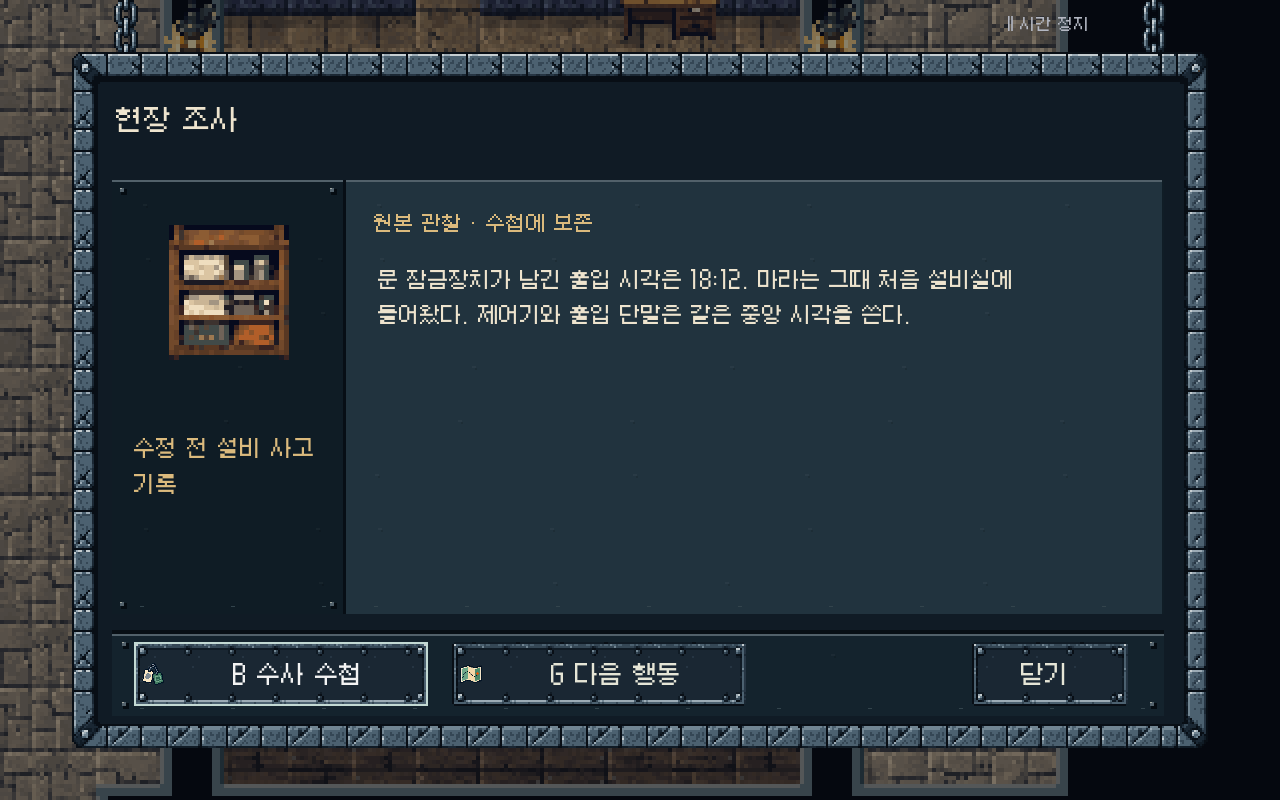 ‖ 시간 정지
현장 조사
원본 관찰 · 수첩에 보존
문 잠금장치가 남긴 출입 시각은 18:12. 마라는 그때 처음 설비실에
들어왔다. 제어기와 출입 단말은 같은 중앙 시각을 쓴다.
수정 전 설비 사고
기록
B 수사 수첩
G 다음 행동
닫기